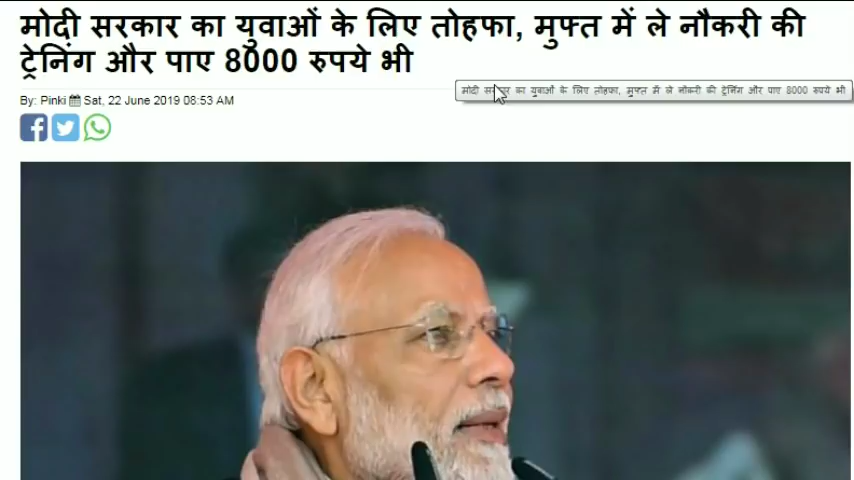 मोदी सरकार का युवाओं के लिए तोहफा, मुफ्त में ले नौकरी की
ट्रेनिंग और पाए 8000 रुपये भी
मोदी सरकार का युवाओं के लिए तोहफा, मुफ्त में ले नौकरी की ट्रेनिंग और पाए 8000 रुपये भी
By: Pinki Sat, 22 June 2019 08:53 AM